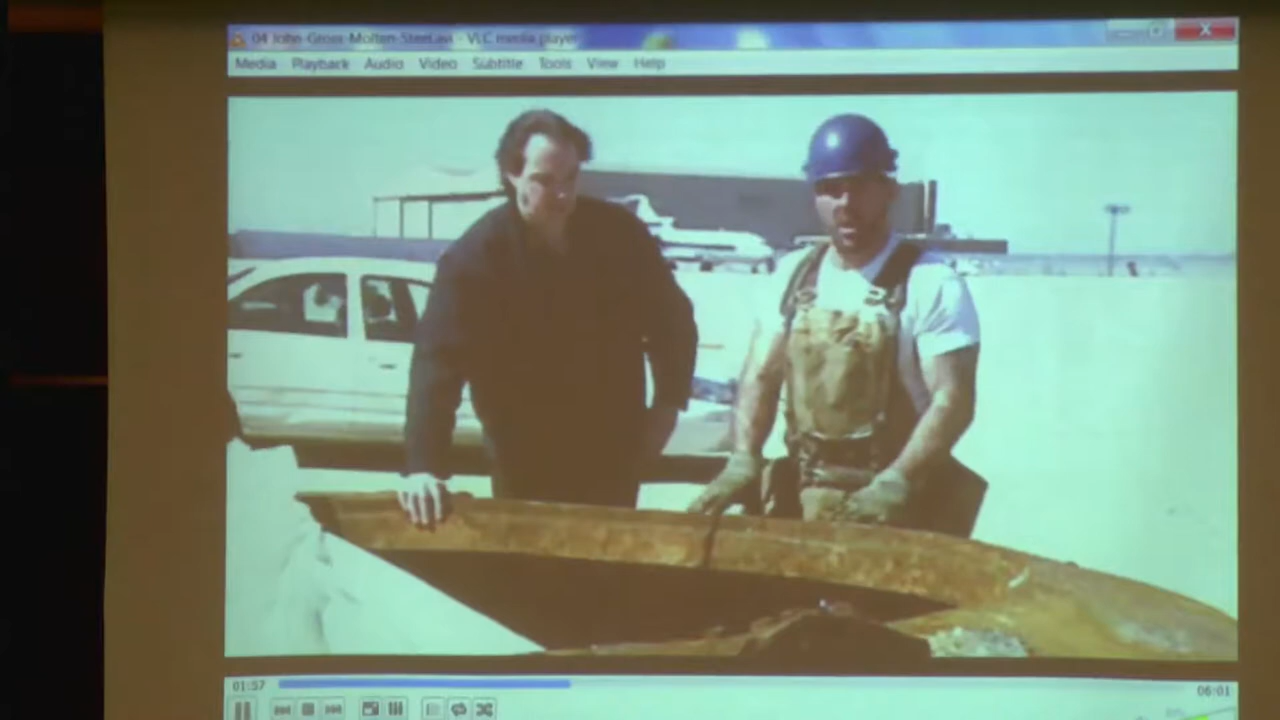 04 John-Gross-Molten-Steel.avi - VLC media player
Media Playback Audio Video Subtitle Tools View Help
01:57
06:01